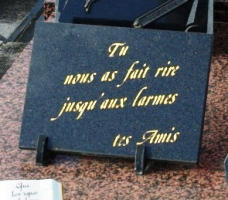 Tu
nous as fait rire
jusqu'aux larmes
tes Amis